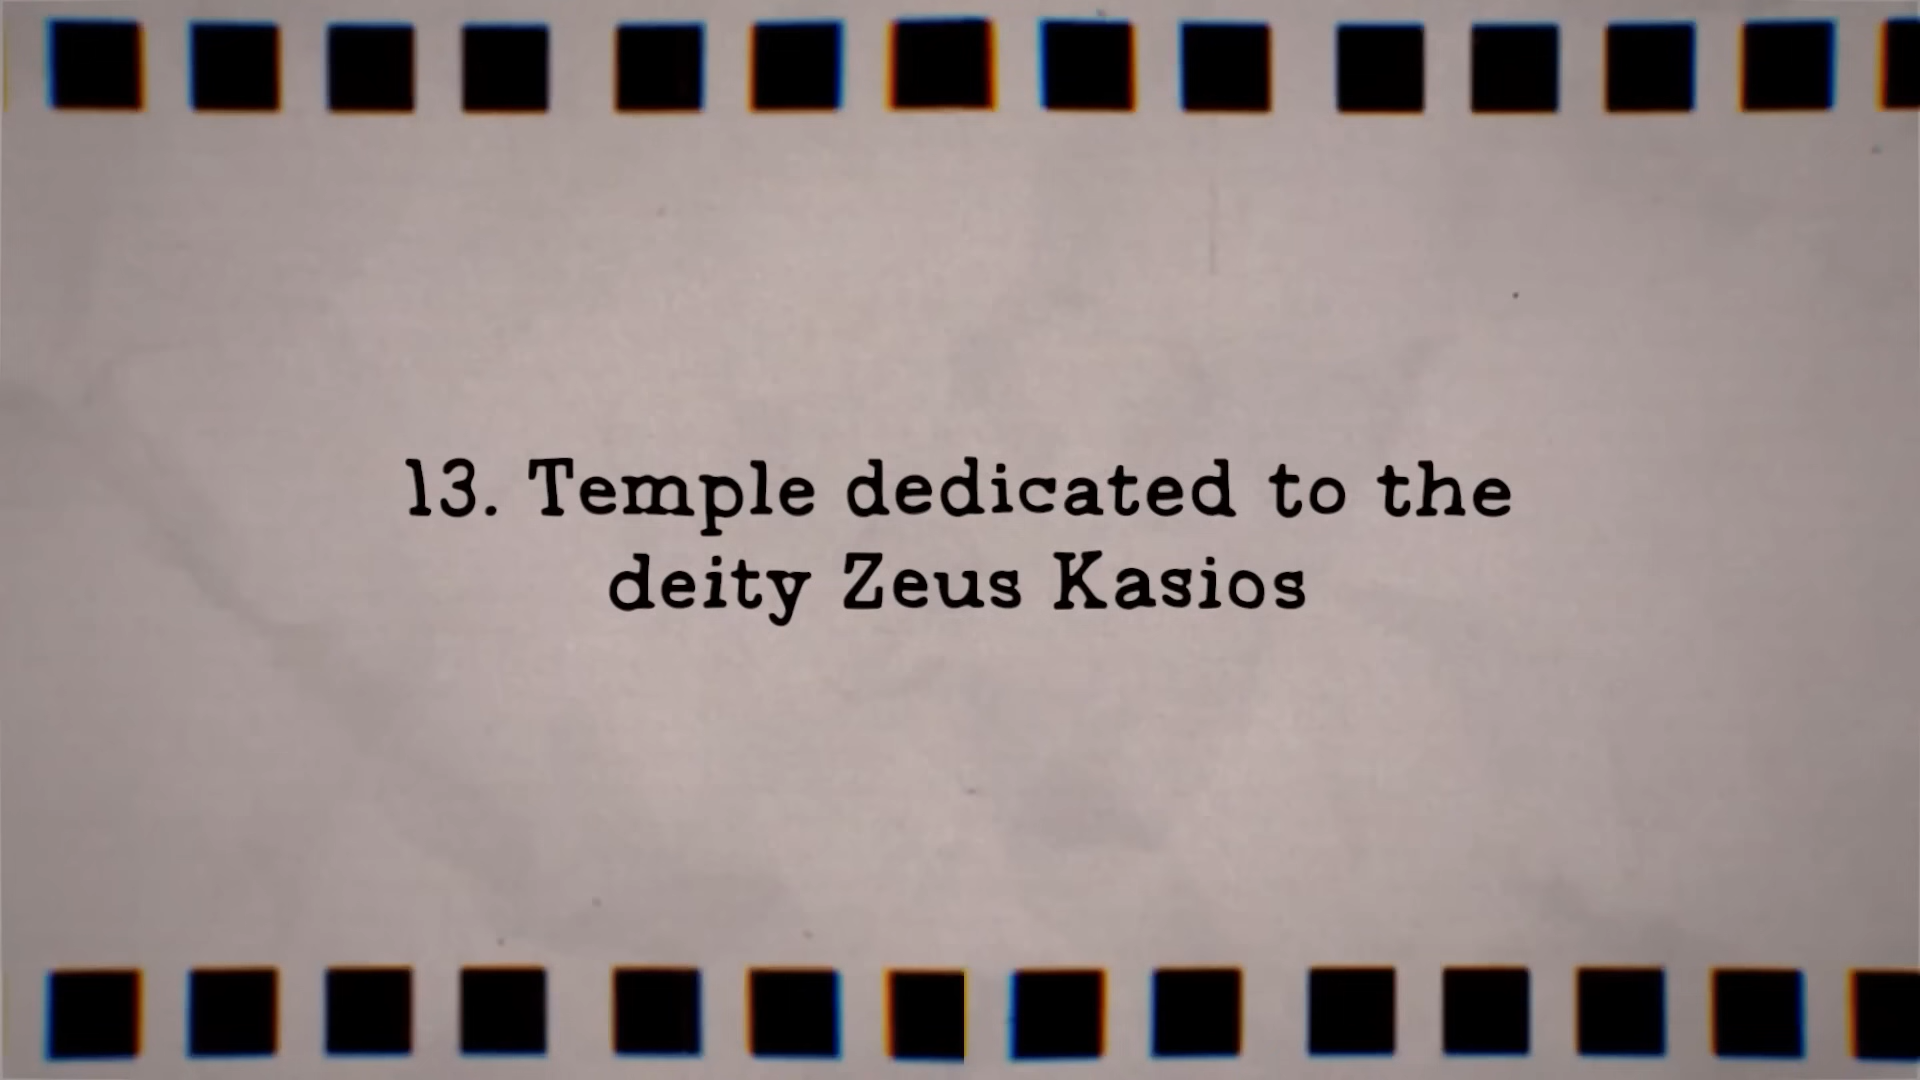 13. Temple dedicated to the
deity Zeus Kasios